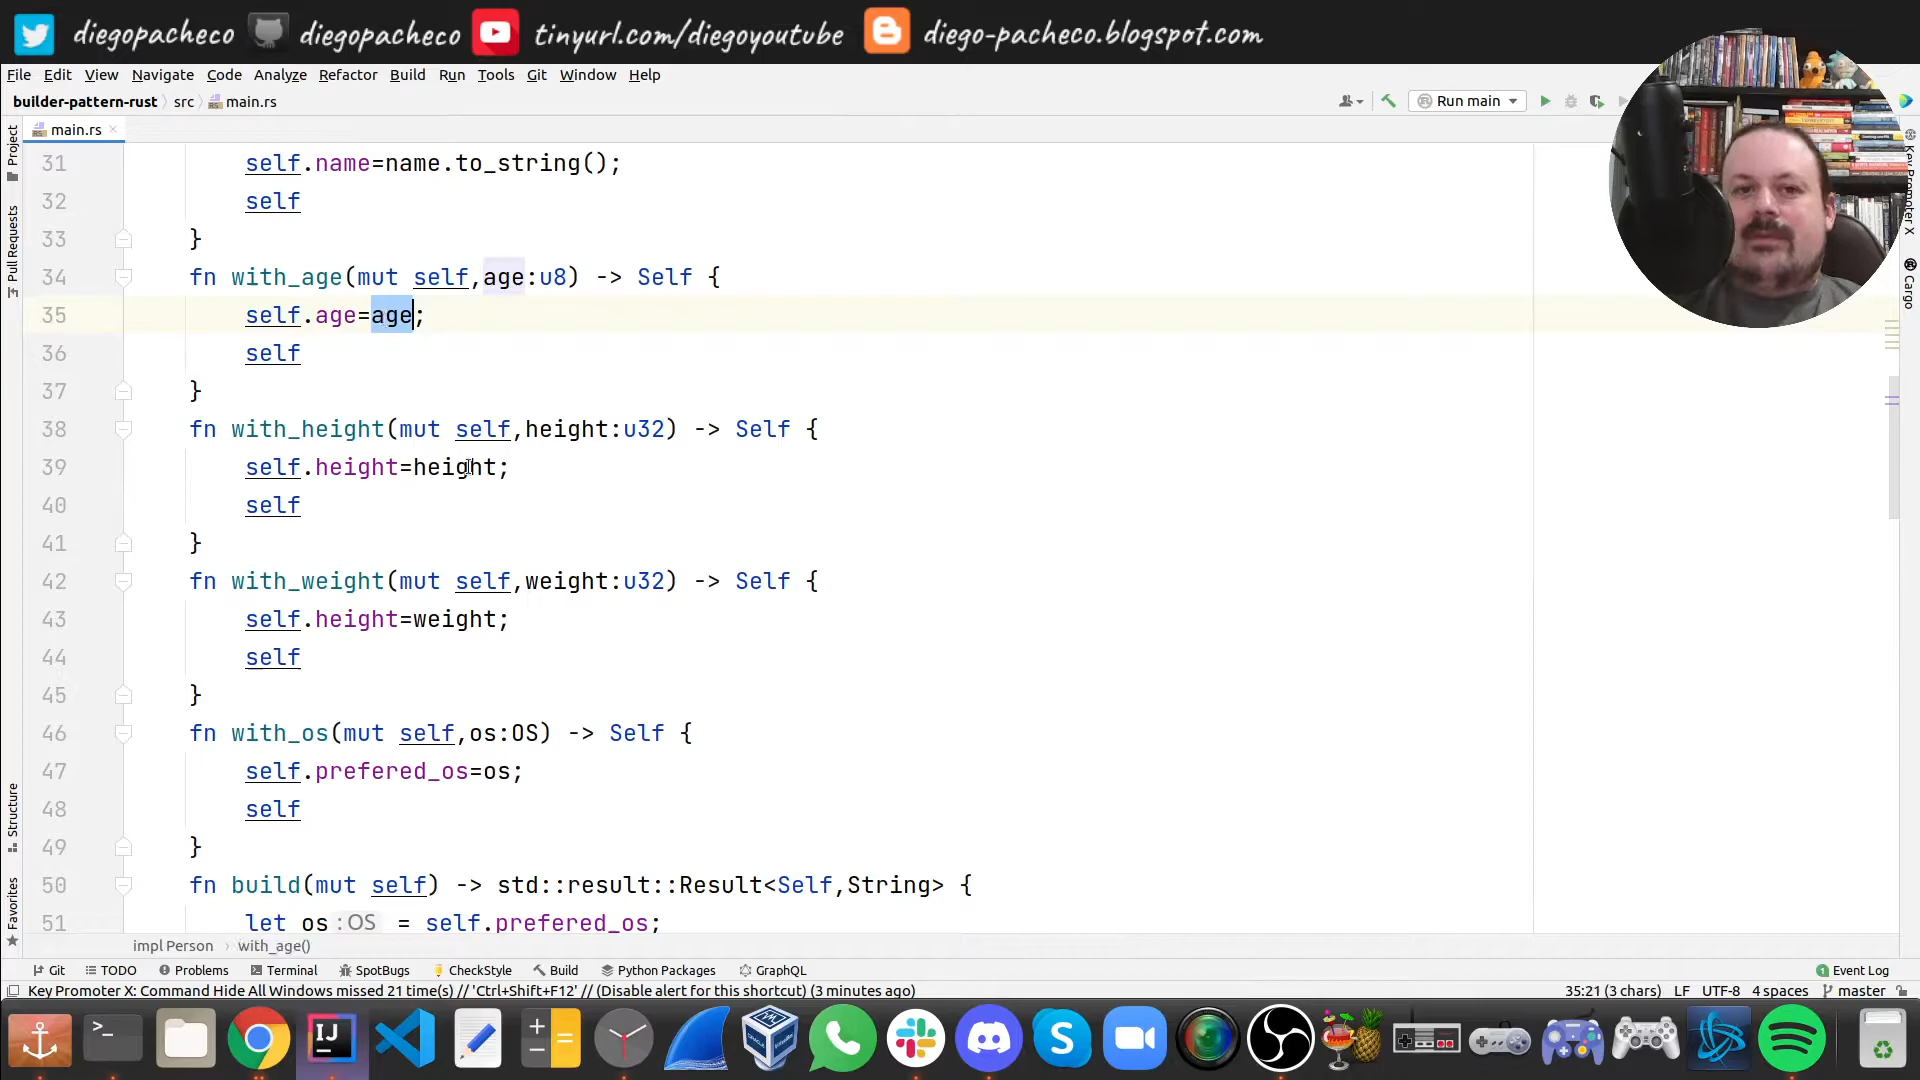 diegopacheco diegopacheco tinyurl.com/diegoyoutube diego-pacheco.blogspot.com
File Edit View Navigate Code Analyze Refactor Build Run Tools Git Window Help
builder-pattern-rust src main.rs Run main
main.rs
Project
Pull Requests
Structure
Favorites
31 self.name=name.to_string();
32 self
33 }
34 fn with_age(mut self,age:u8) -> Self {
35 self.age=age;
36 self
37 }
38 fn with_height(mut self,height:u32) -> Self {
39 self.height=height;
40 self
41 }
42 fn with_weight(mut self,weight:u32) -> Self {
43 self.height=weight;
44 self
45 }
46 fn with_os(mut self,os:OS) -> Self {
47 self.prefered_os=os;
48 self
49 }
50 fn build(mut self) -> std::result::Result<Self,String> {
51 let os: OS = self.prefered_os;
Key Promoter X
Cargo
impl Person with_age()
Git TODO Problems Terminal SpotBugs CheckStyle Build Python Packages GraphQL 1 Event Log
Key Promoter X: Command Hide All Windows missed 21 time(s) // 'Ctrl+Shift+F12' // (Disable alert for this shortcut) (3 minutes ago) 35:21 (3 chars) LF UTF-8 4 spaces master